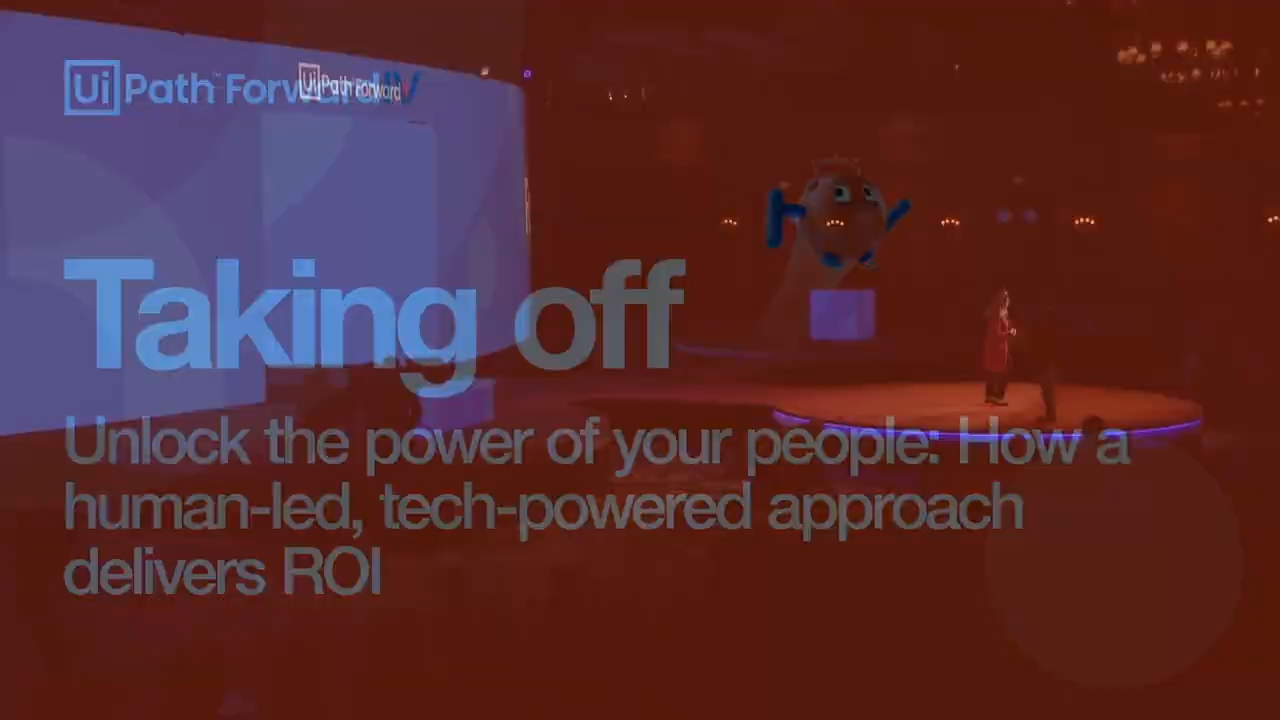 UiPath Forward IV
UiPath Forward
Taking off
Unlock the power of your people: How a
human-led, tech-powered approach
delivers ROI